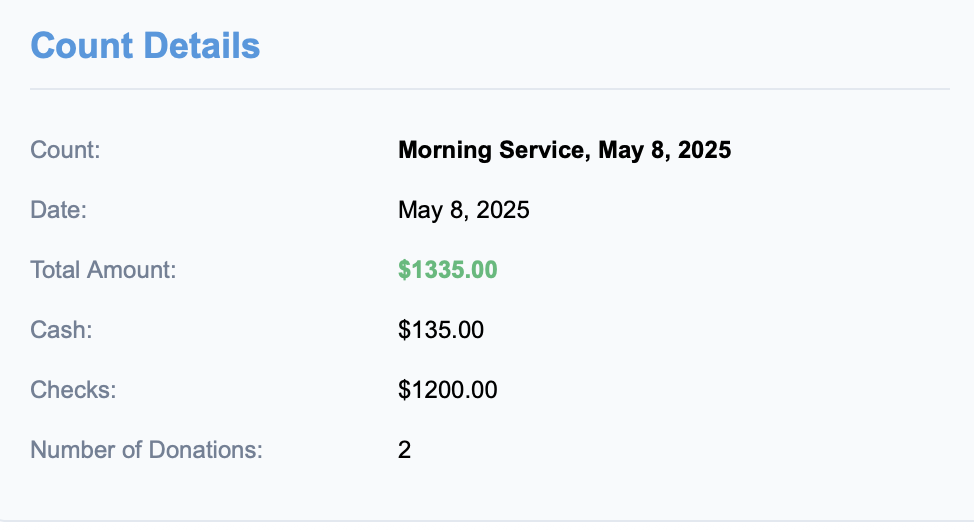 Count Details
Count: Morning Service, May 8, 2025
Date: May 8, 2025
Total Amount: $1335.00
Cash: $135.00
Checks: $1200.00
Number of Donations: 2